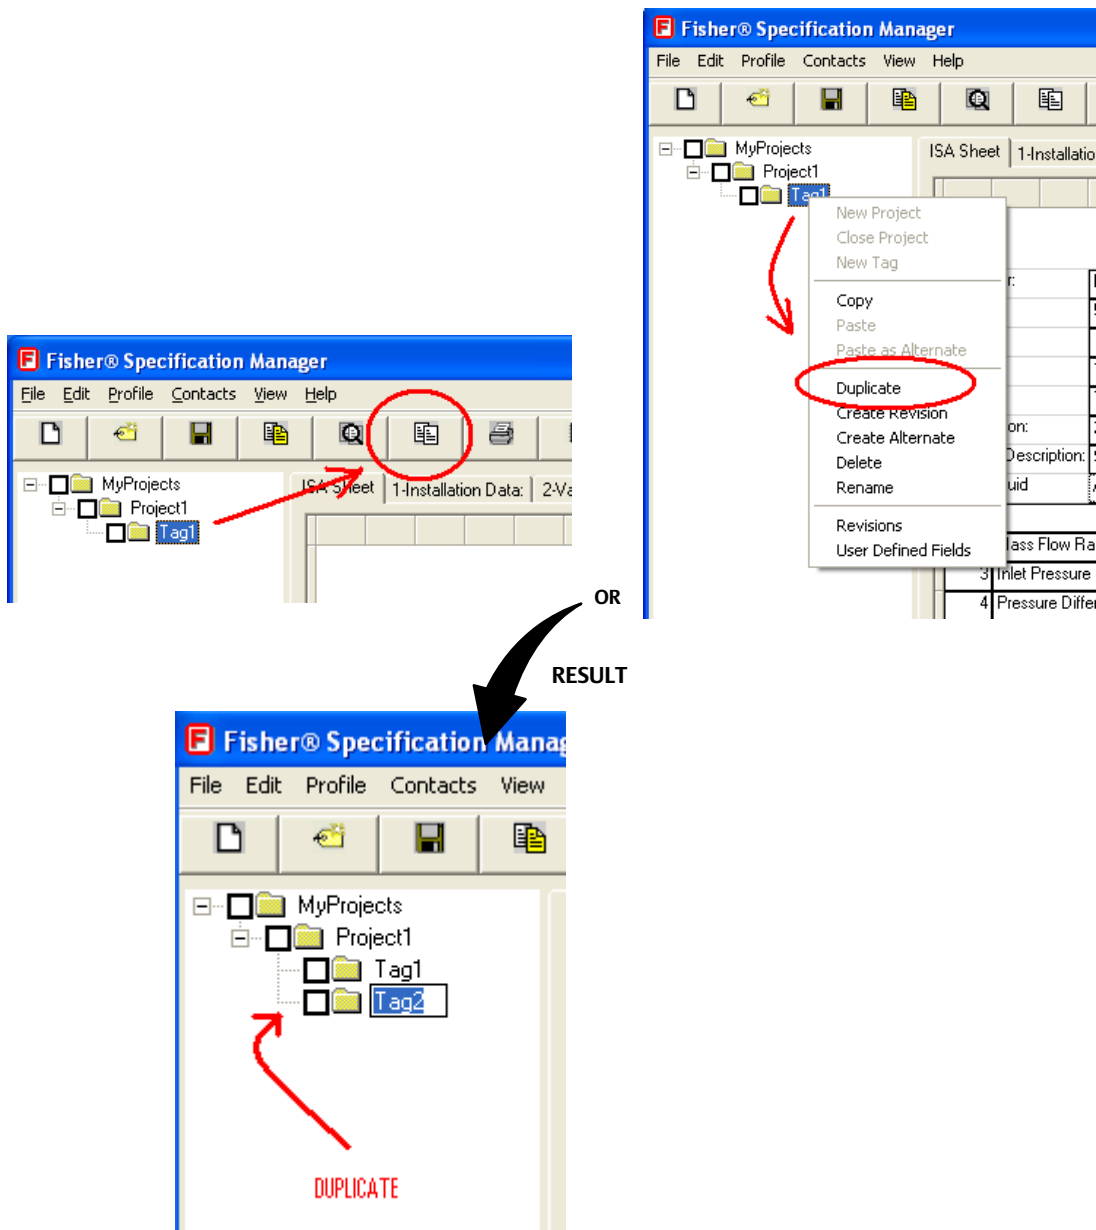 Fisher® Specification Manager
File Edit Profile Contacts View Help
MyProjects
Project1
Tag1
ISA Sheet 1-Installatio
New Project
Close Project
New Tag
Copy
Paste
Paste as Alternate
Duplicate
Create Revision
Create Alternate
Delete
Rename
Revisions
User Defined Fields
r:
on:
Description:
uid
ass Flow Ra
3 Inlet Pressure
4 Pressure Differ
Fisher® Specification Manager
File Edit Profile Contacts View Help
MyProjects
Project1
Tag1
ISA Sheet 1-Installation Data: 2-Va
OR
RESULT
Fisher® Specification Manag
File Edit Profile Contacts View
MyProjects
Project1
Tag1
Tag2
DUPLICATE